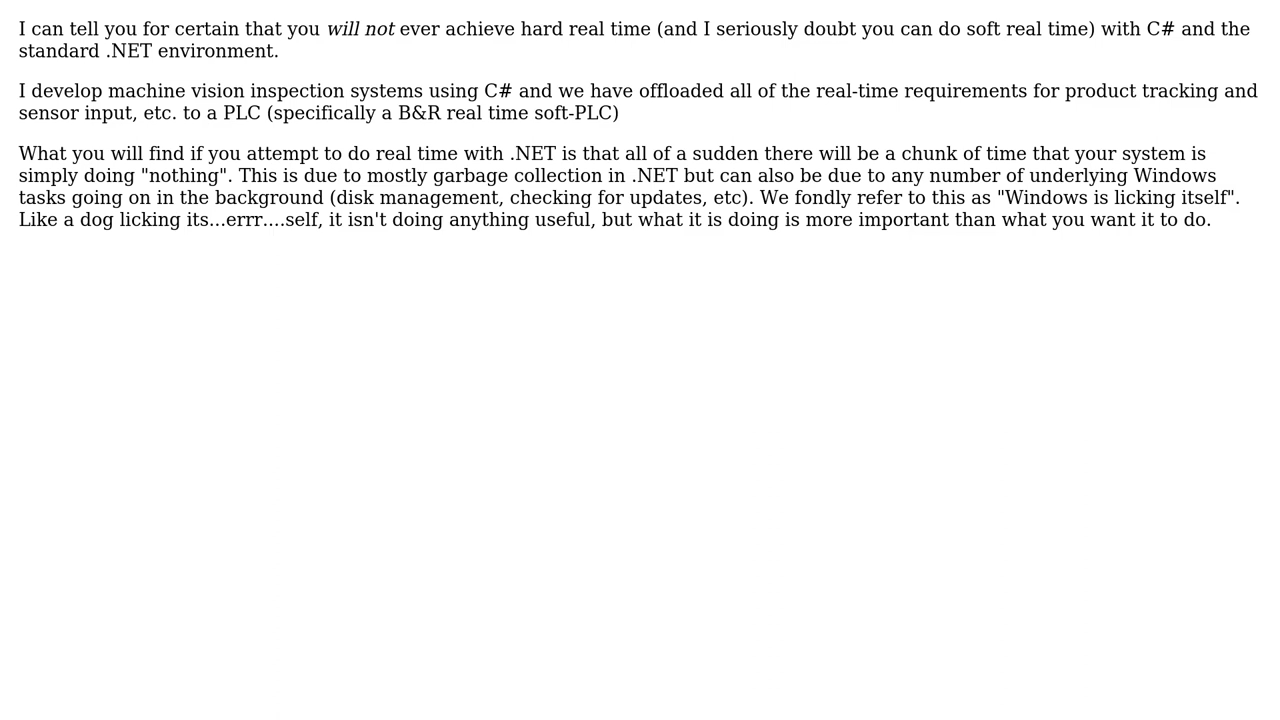 I can tell you for certain that you will not ever achieve hard real time (and I seriously doubt you can do soft real time) with C# and the
standard .NET environment.
I develop machine vision inspection systems using C# and we have offloaded all of the real-time requirements for product tracking and
sensor input, etc. to a PLC (specifically a B&R real time soft-PLC)
What you will find if you attempt to do real time with .NET is that all of a sudden there will be a chunk of time that your system is
simply doing "nothing". This is due to mostly garbage collection in .NET but can also be due to any number of underlying Windows
tasks going on in the background (disk management, checking for updates, etc). We fondly refer to this as "Windows is licking itself".
Like a dog licking its...errr....self, it isn't doing anything useful, but what it is doing is more important than what you want it to do.